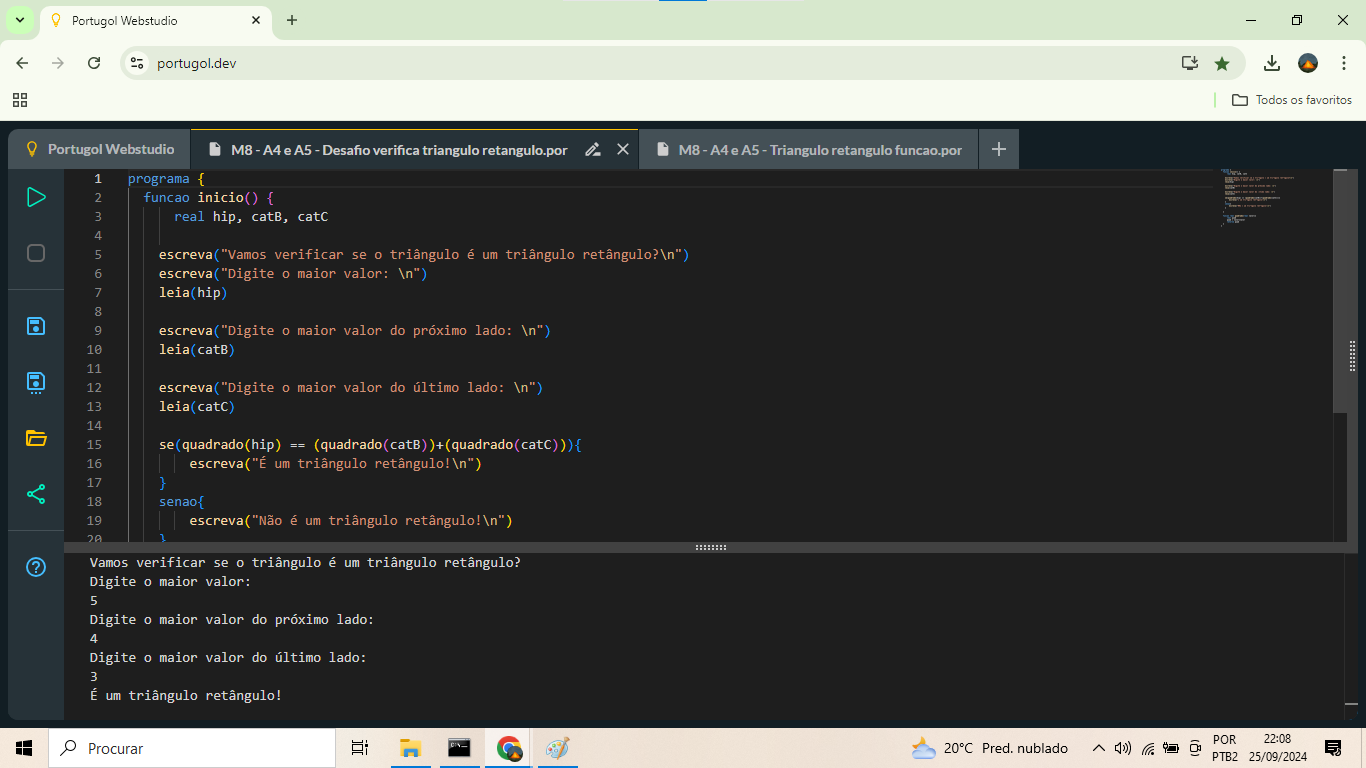 Portugol Webstudio
portugol.dev
Todos os favoritos
Portugol Webstudio
M8 - A4 e A5 - Desafio verifica triangulo retangulo.por
M8 - A4 e A5 - Triangulo retangulo funcao.por
1 programa {
2 funcao inicio() {
3 real hip, catB, catC
4
5 escreva("Vamos verificar se o triângulo é um triângulo retângulo?\n")
6 escreva("Digite o maior valor: \n")
7 leia(hip)
8
9 escreva("Digite o maior valor do próximo lado: \n")
10 leia(catB)
11
12 escreva("Digite o maior valor do último lado: \n")
13 leia(catC)
14
15 se(quadrado(hip) == (quadrado(catB))+(quadrado(catC))){
16 escreva("É um triângulo retângulo!\n")
17 }
18 senao{
19 escreva("Não é um triângulo retângulo!\n")
20 }
Vamos verificar se o triângulo é um triângulo retângulo?
Digite o maior valor:
5
Digite o maior valor do próximo lado:
4
Digite o maior valor do último lado:
3
É um triângulo retângulo!
Procurar
20°C Pred. nublado
POR
PTB2
22:08
25/09/2024